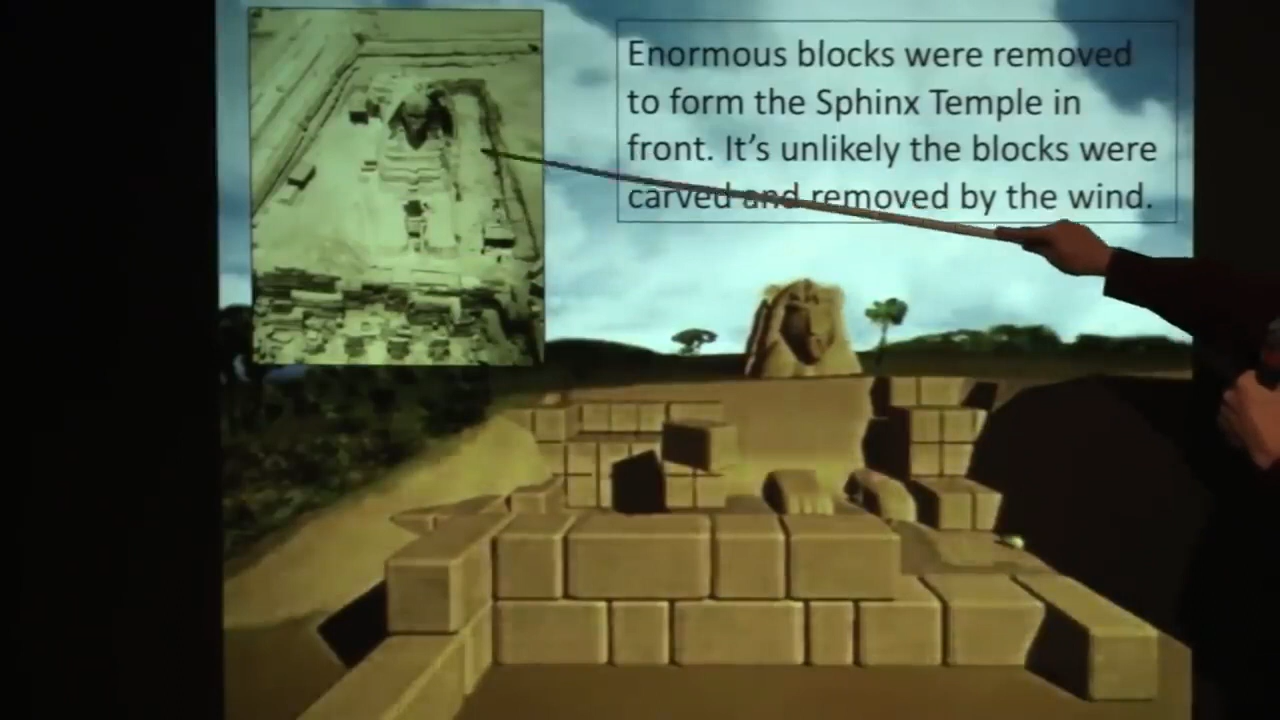 Enormous blocks were removed
to form the Sphinx Temple in
front. It's unlikely the blocks were
carved and removed by the wind.